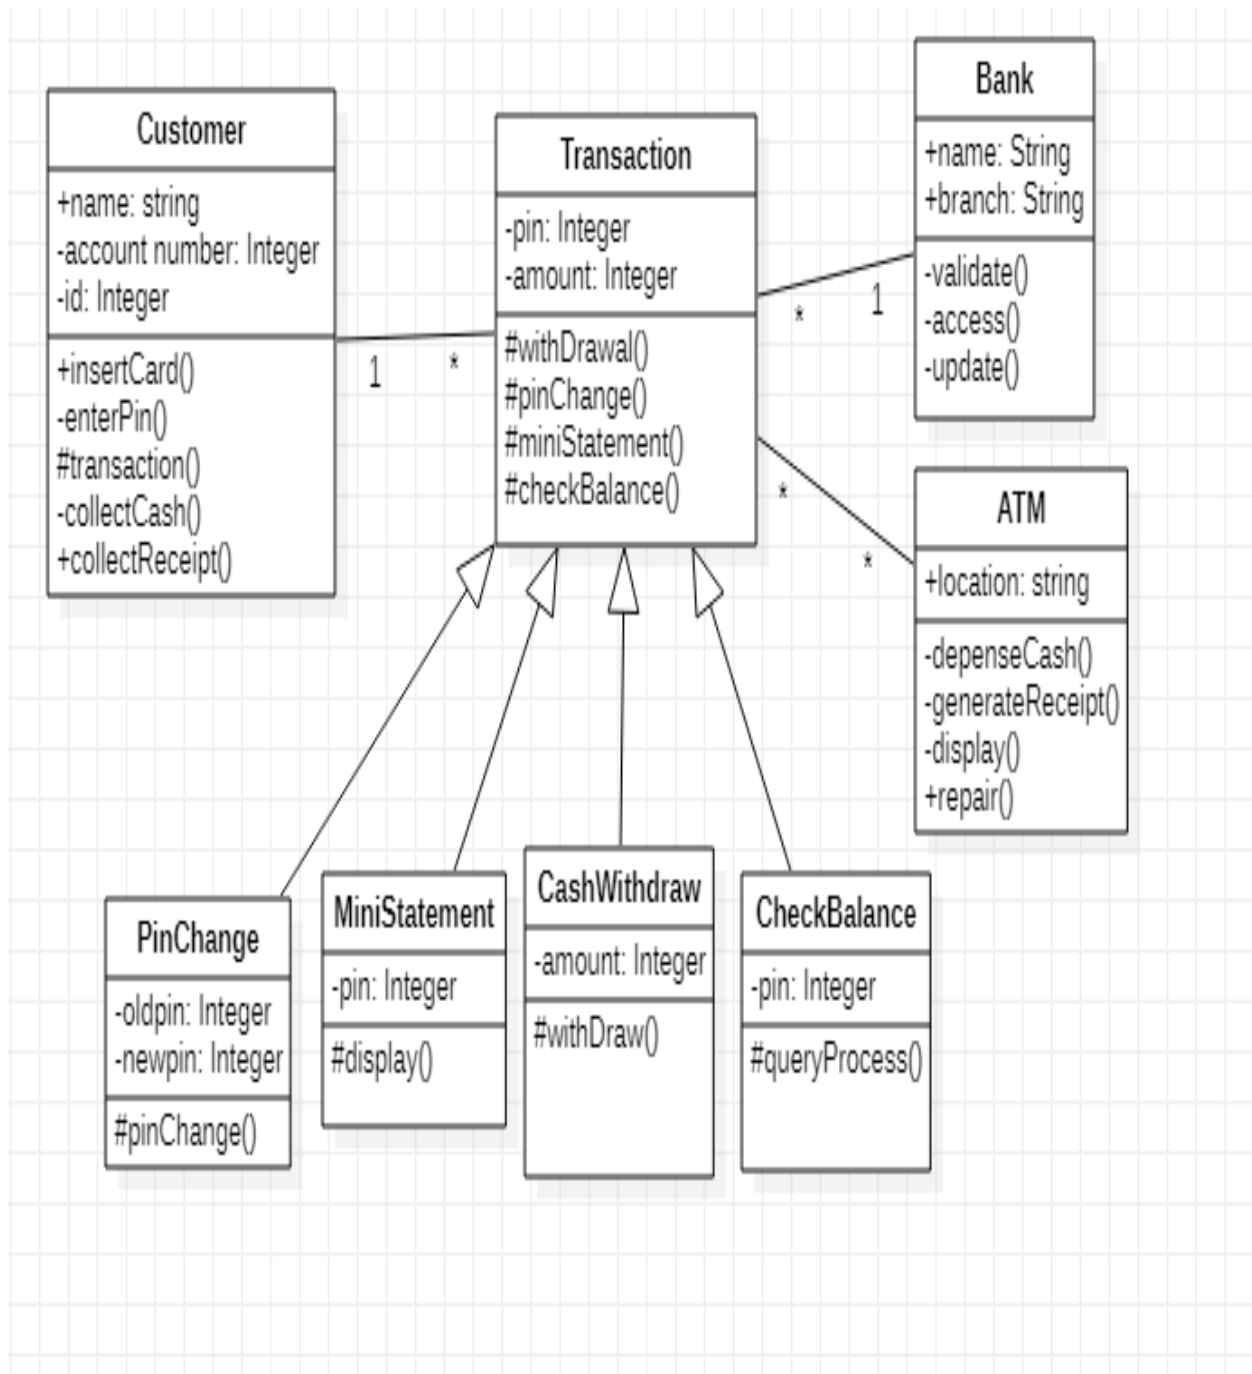 Customer
+name: string
-account number: Integer
-id: Integer
+insertCard()
-enterPin()
#transaction()
-collectCash()
+collectReceipt()
1
*
Transaction
-pin: Integer
-amount: Integer
#withDrawal()
#pinChange()
#miniStatement()
#checkBalance()
*
1
Bank
+name: String
+branch: String
-validate()
-access()
-update()
*
*
ATM
+location: string
-depenseCash()
-generateReceipt()
-display()
+repair()
PinChange
-oldpin: Integer
-newpin: Integer
#pinChange()
MiniStatement
-pin: Integer
#display()
CashWithdraw
-amount: Integer
#withDraw()
CheckBalance
-pin: Integer
#queryProcess()